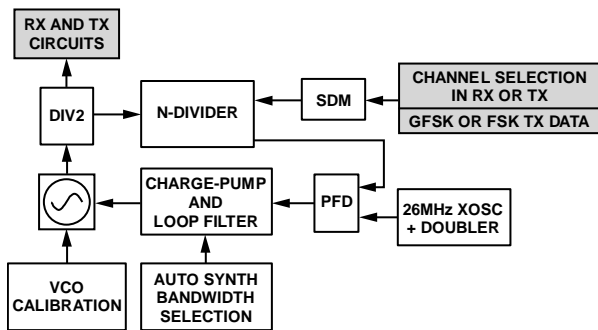 RX AND TX
CIRCUITS
DIV2
N-DIVIDER
SDM
CHANNEL SELECTION
IN RX OR TX
GFSK OR FSK TX DATA
CHARGE-PUMP
AND
LOOP FILTER
PFD
26MHz XOSC
+ DOUBLER
VCO
CALIBRATION
AUTO SYNTH
BANDWIDTH
SELECTION